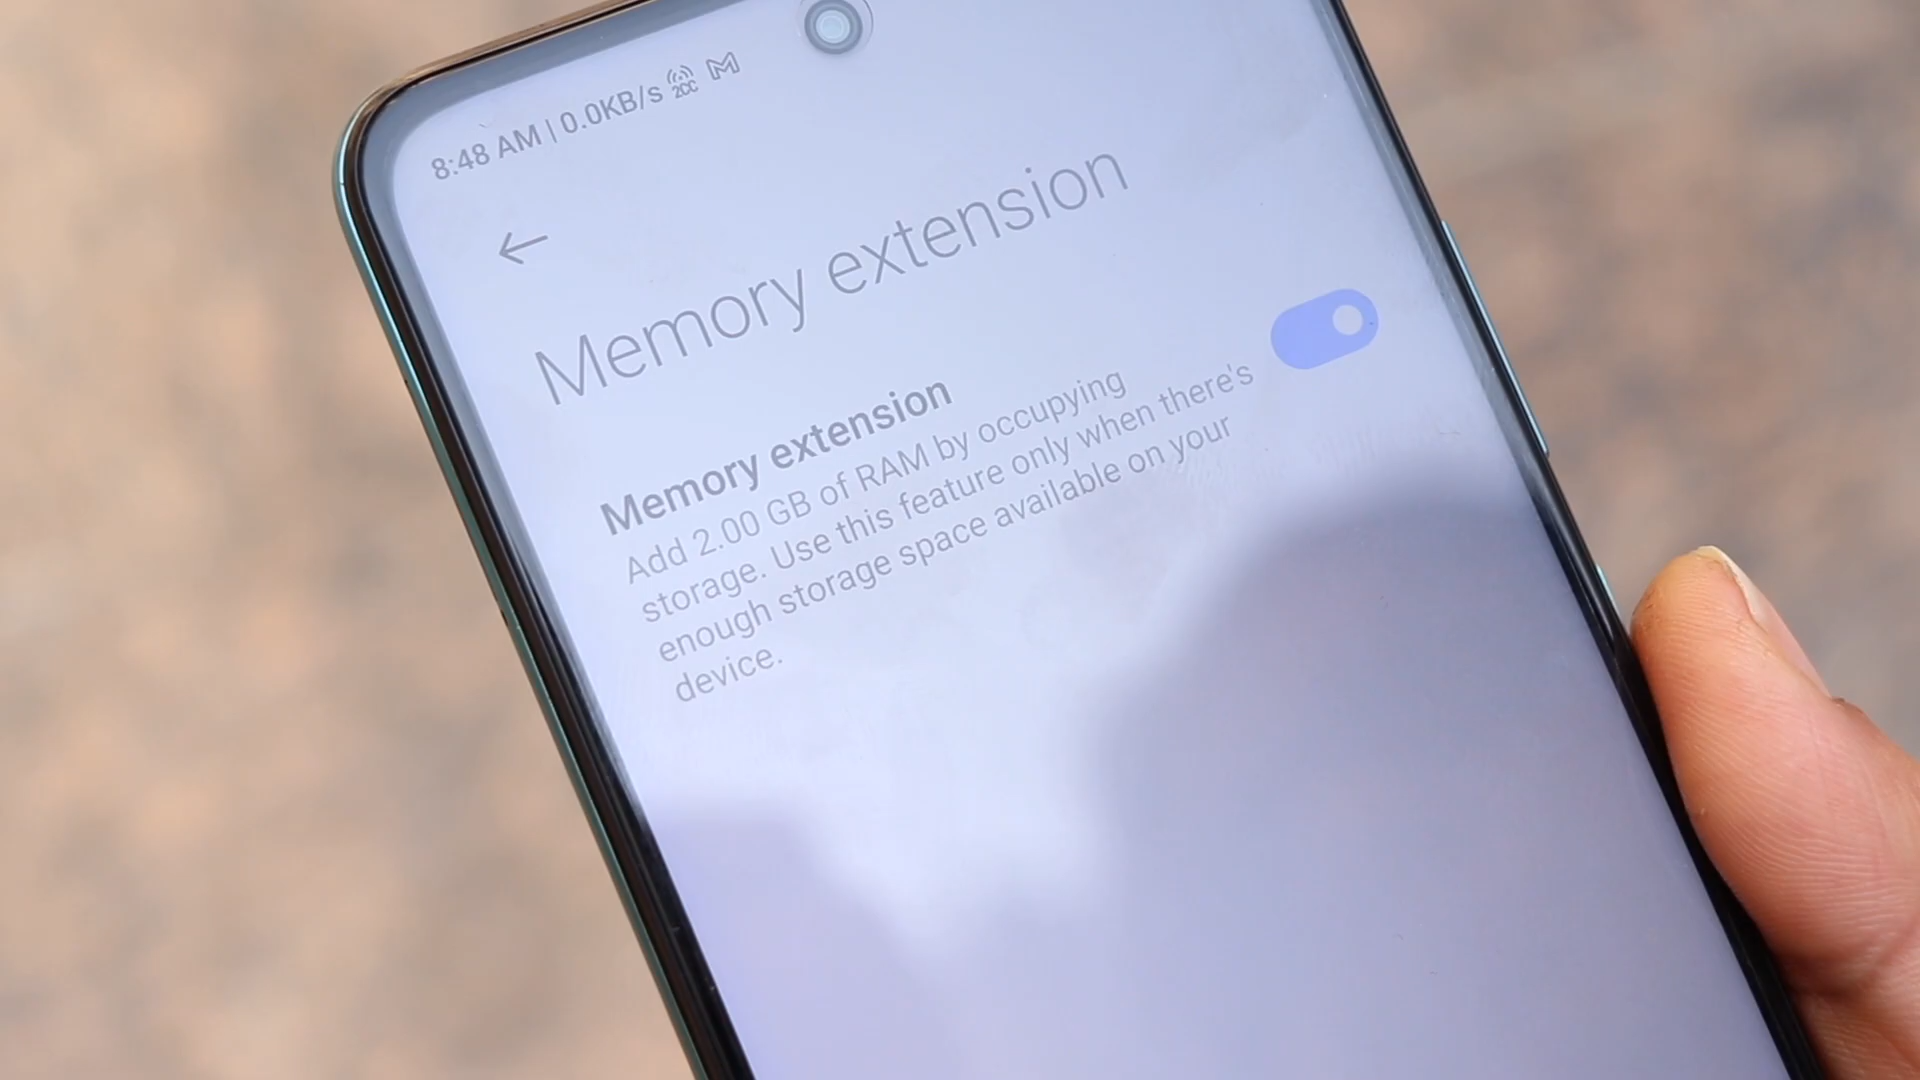 8:48 AM | 0.0KB/s 2CC
Memory extension
Memory extension
Add 2.00 GB of RAM by occupying
storage. Use this feature only when there's
enough storage space available on your
device.